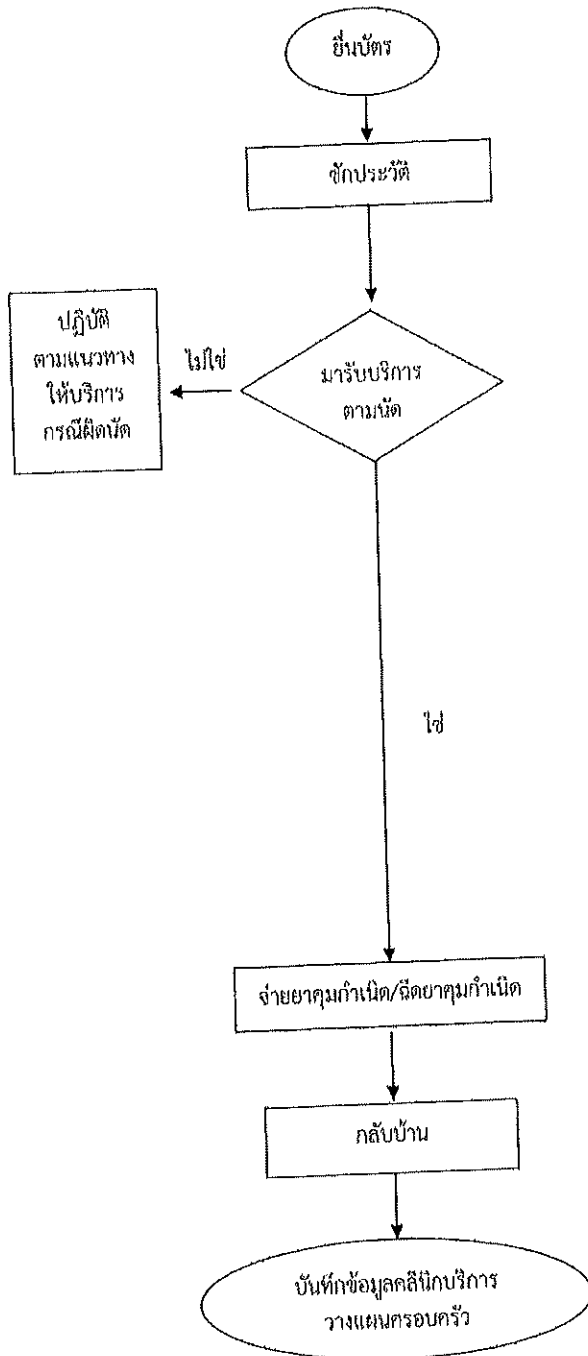 ยื่นบัตร
ซักประวัติ
ปฏิบัติ
ตามแนวทาง
ให้บริการ
กรณีผิดนัด
ไม่ใช่
มารับบริการ
ตามนัด
ใช่
จ่ายยาคุมกำเนิด/ฉีดยาคุมกำเนิด
กลับบ้าน
บันทึกข้อมูลคลินิกบริการ
วางแผนครอบครัว